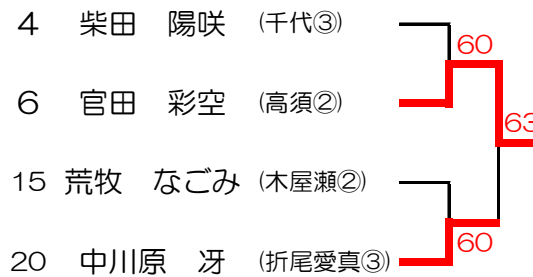 4 柴田 陽咲 (千代③)
60
6 官田 彩空 (高須②)
63
15 荒牧 なごみ (木屋瀬②)
60
20 中川原 冴 (折尾愛真③)